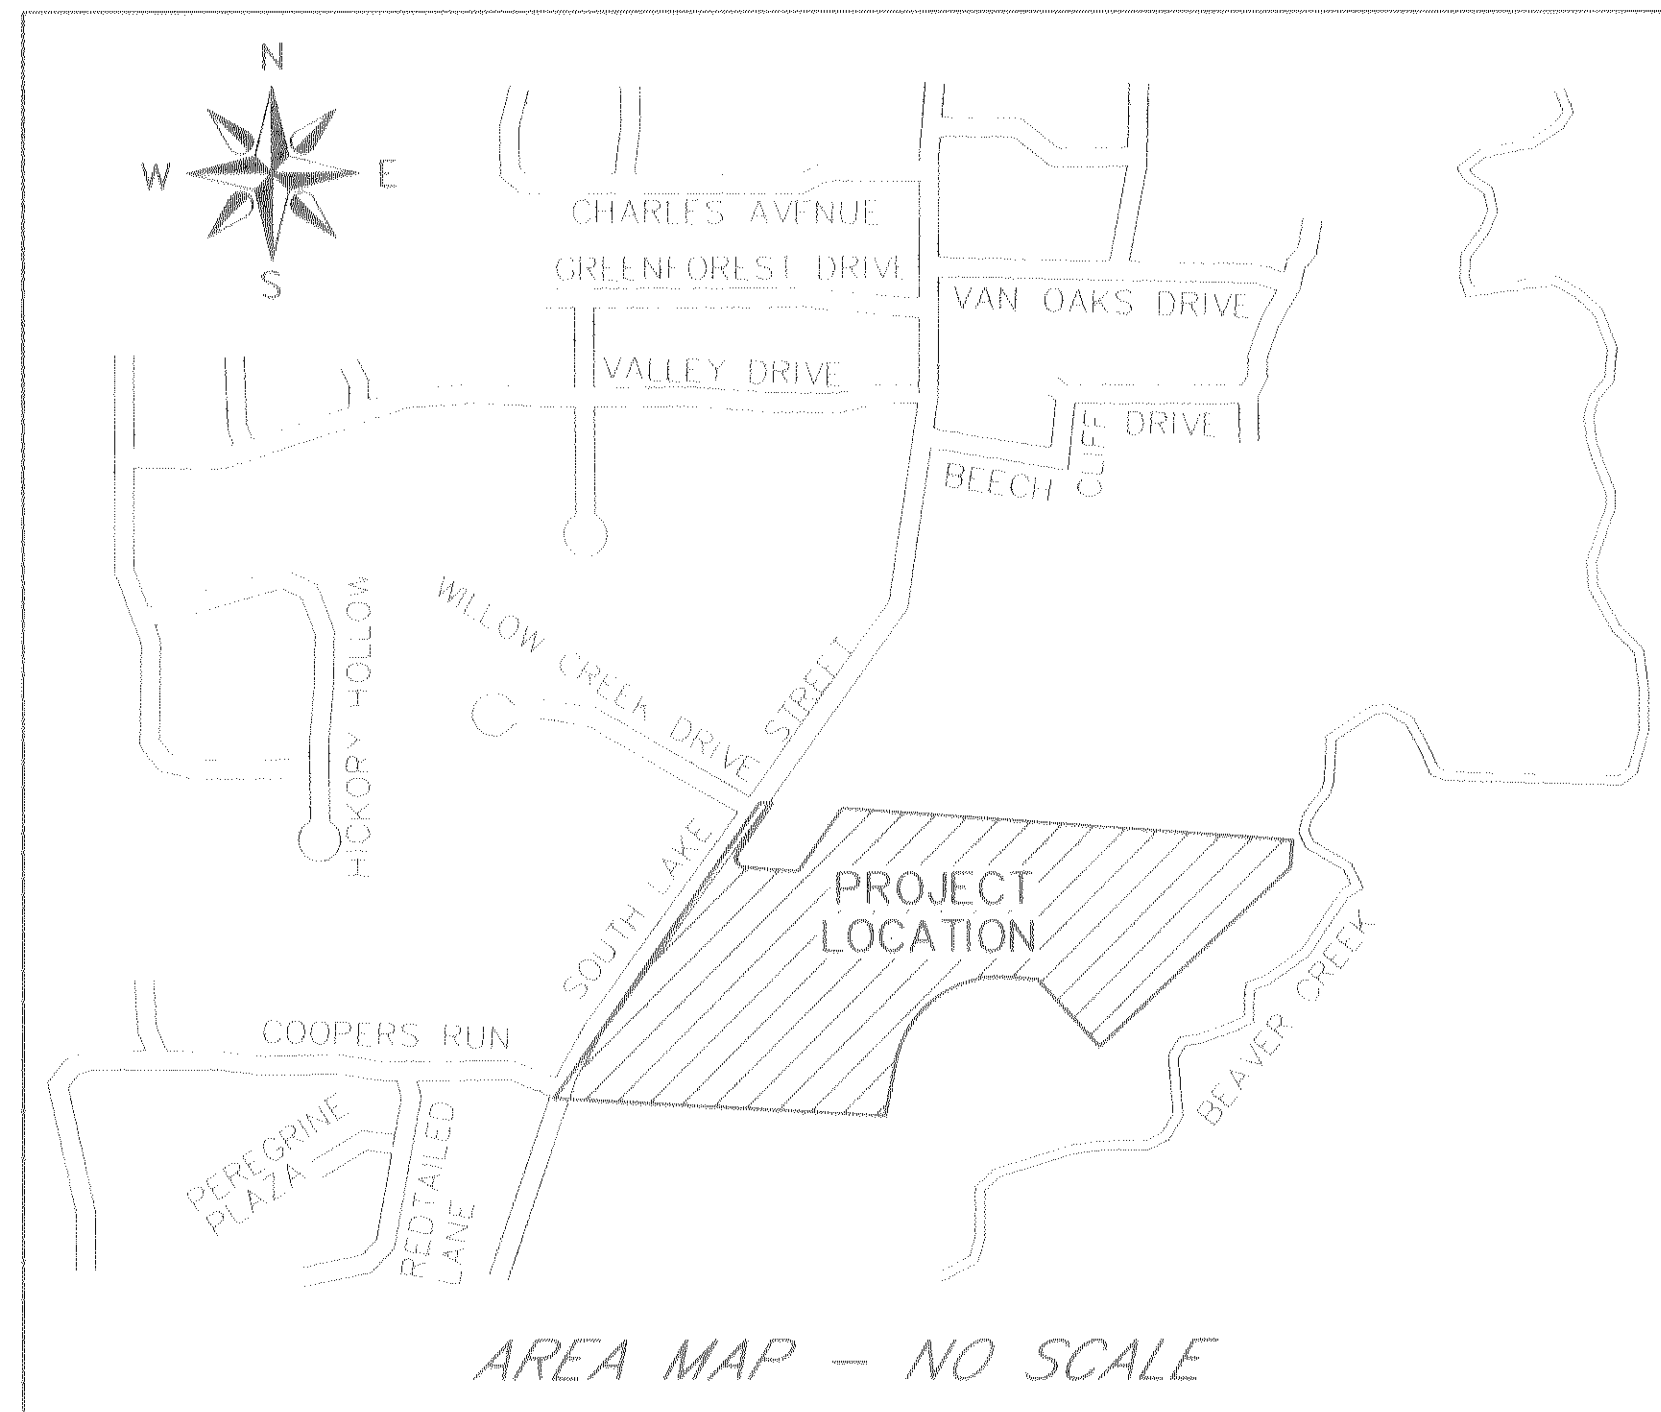 N
W E
S
CHARLES AVENUE
GREENFOREST DRIVE
VAN OAKS DRIVE
VALLEY DRIVE
BEECH CLIFF DRIVE
WILLOW CREEK DRIVE
HICKORY HOLLOW
SOUTH LAKE STREET
PROJECT
LOCATION
BEAVER CREEK
COOPERS RUN
PEREGRINE
PLAZA
REDTAILED
LANE
AREA MAP - NO SCALE